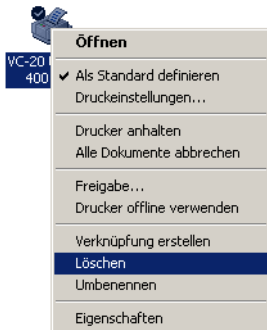 VC-20
400
Öffnen
Als Standard definieren
Druckeinstellungen...
Drucker anhalten
Alle Dokumente abbrechen
Freigabe...
Drucker offline verwenden
Verknüpfung erstellen
Löschen
Umbenennen
Eigenschaften